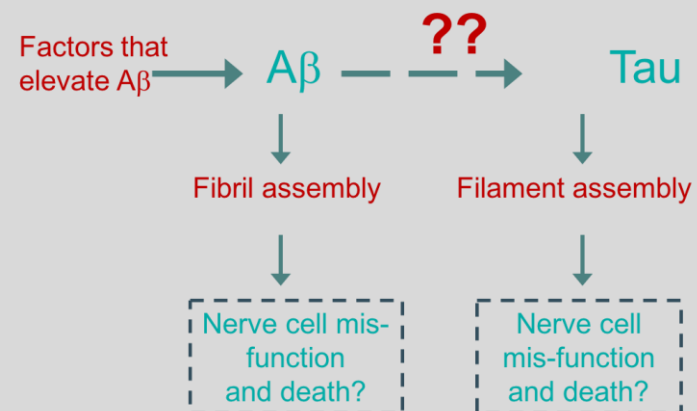 ??
Factors that
elevate Aβ
Aβ
Tau
Fibril assembly
Filament assembly
Nerve cell mis-
function
and death?
Nerve cell
mis-function
and death?